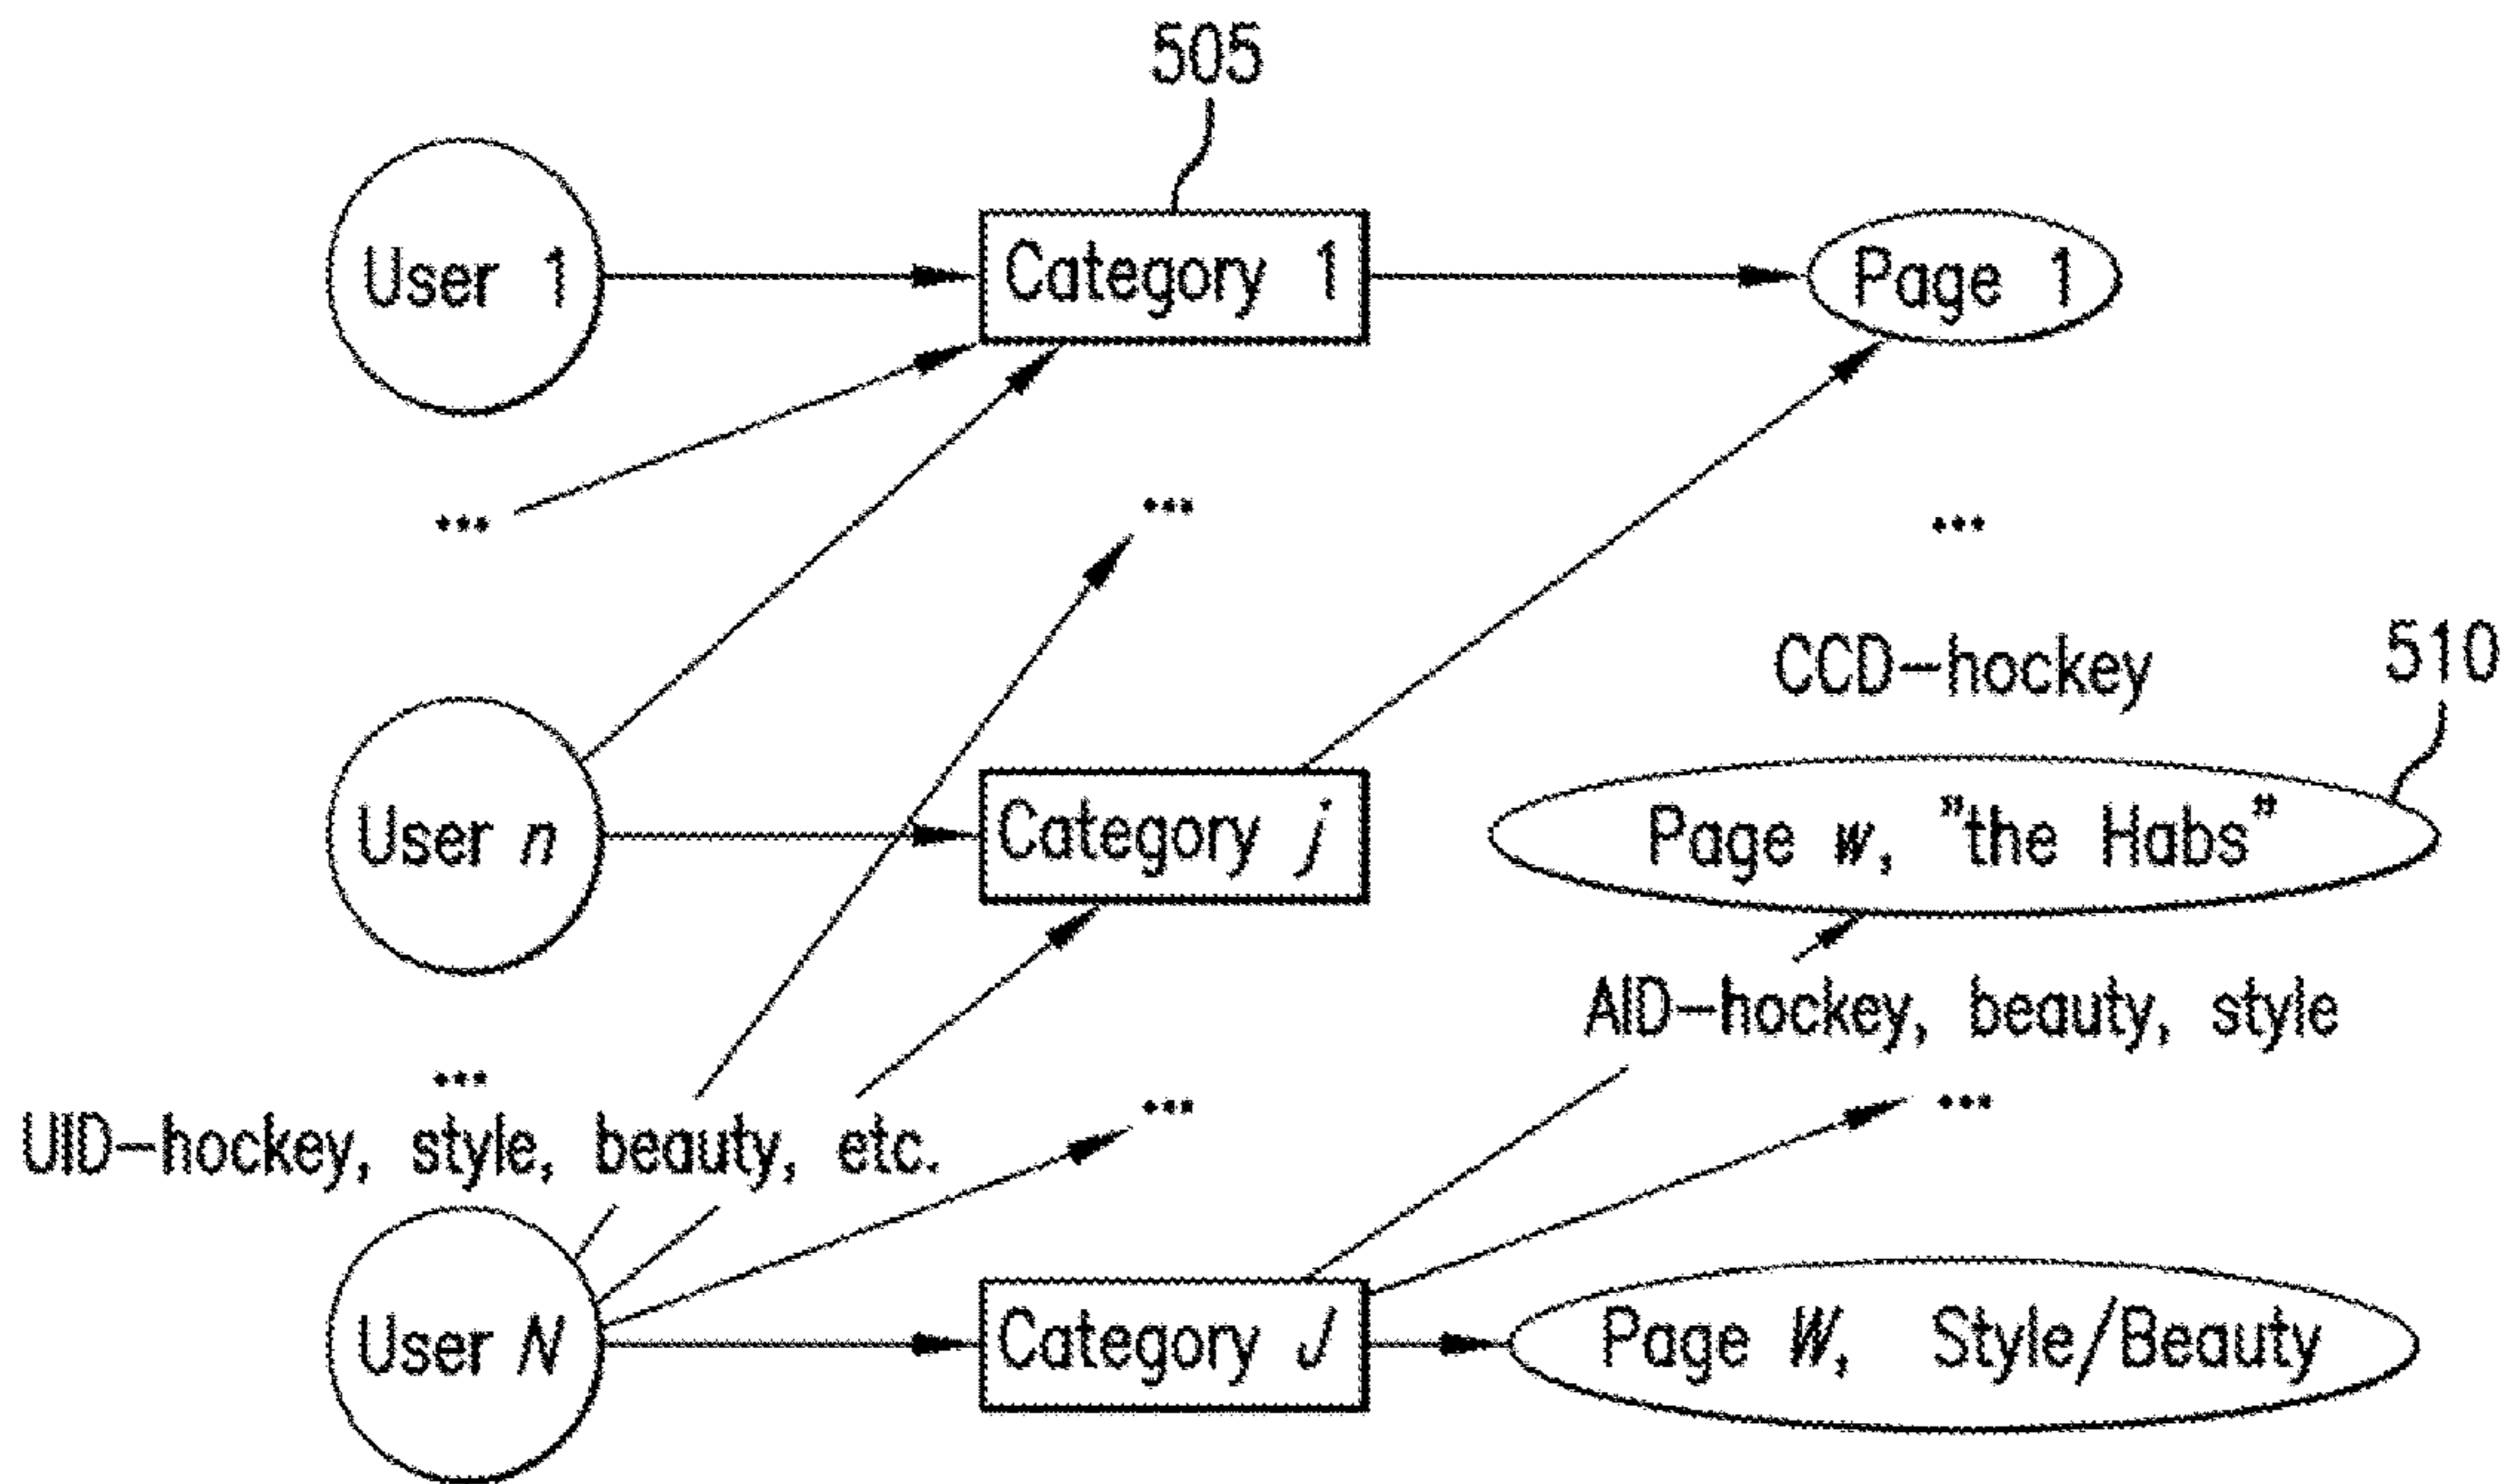 505
User 1 Category 1 Page 1
... ... ...
CCD-hockey 510
User n Category j Page w, "the Habs"
AID-hockey, beauty, style
... ... ...
UID-hockey, style, beauty, etc.
User N Category J Page W, Style/Beauty